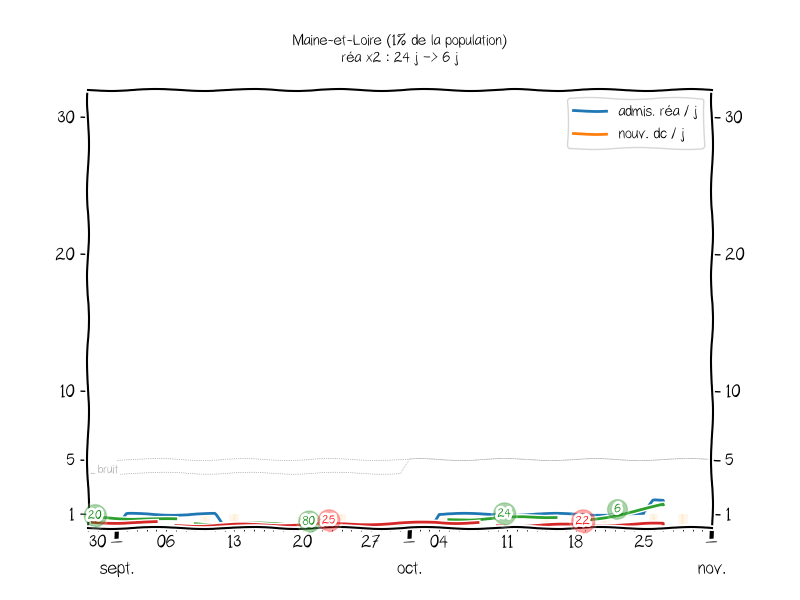 Maine-et-Loire (1% de la population)
réa x2 : 24 j -> 6 j
admis. réa / j
nouv. dc / j
30 30
20 20
10 10
5 5
bruit
1 1
20 80 25 24 22 6
30 06 13 20 27 04 11 18 25
sept. oct. nov.